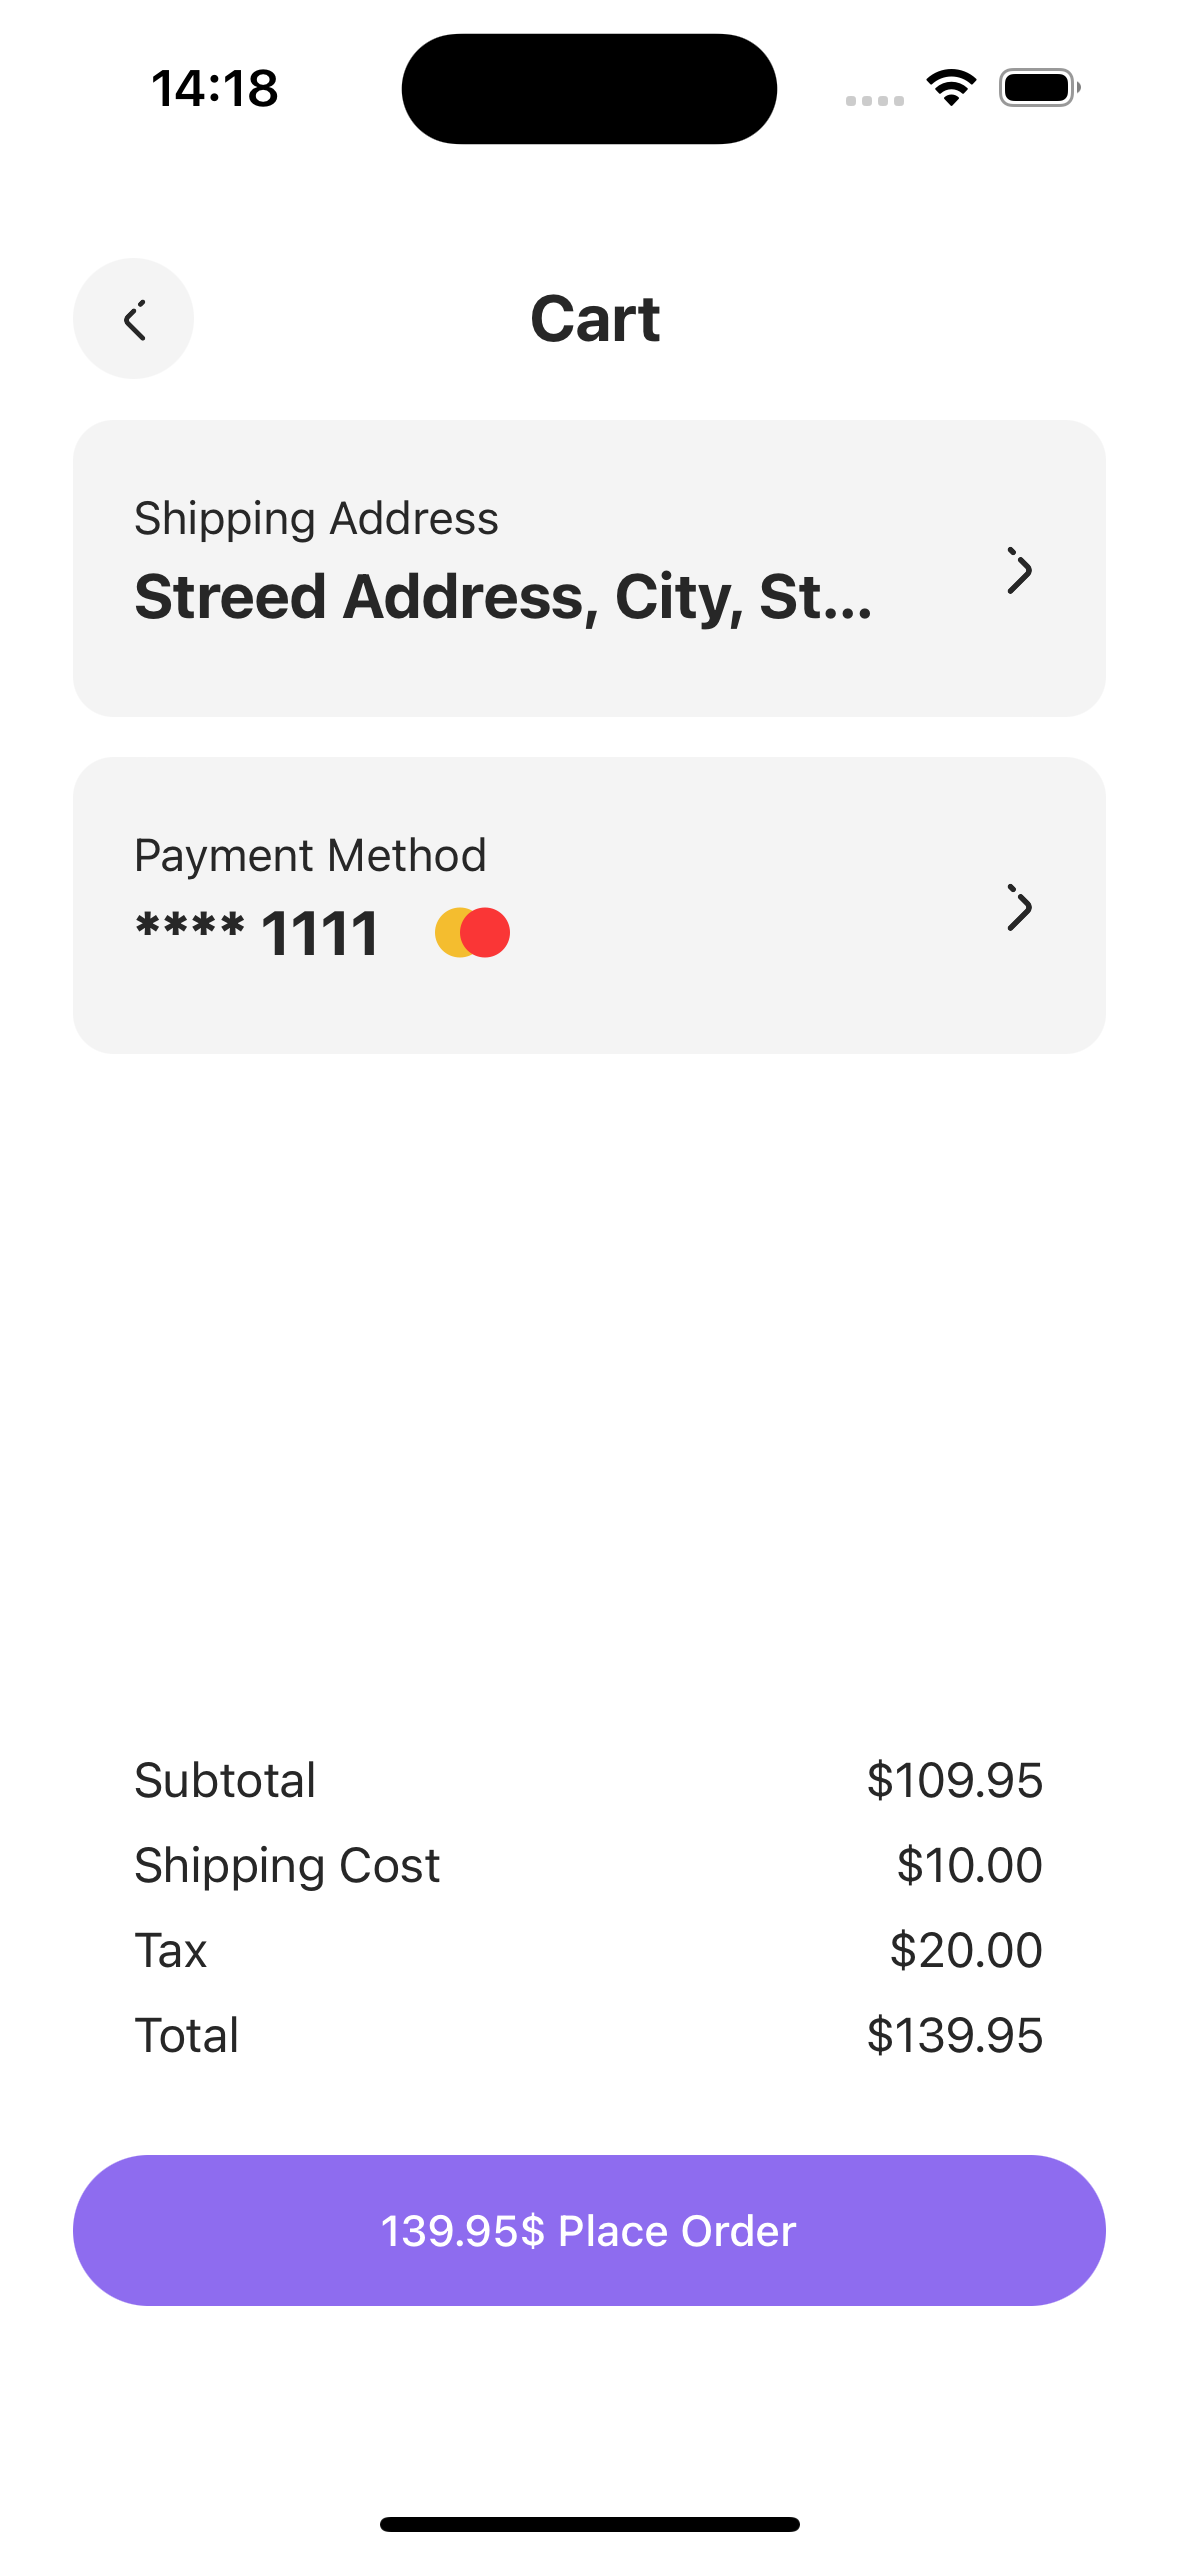 14:18
Cart
Shipping Address
Streed Address, City, St...
Payment Method
**** 1111
Subtotal $109.95
Shipping Cost $10.00
Tax $20.00
Total $139.95
139.95$ Place Order